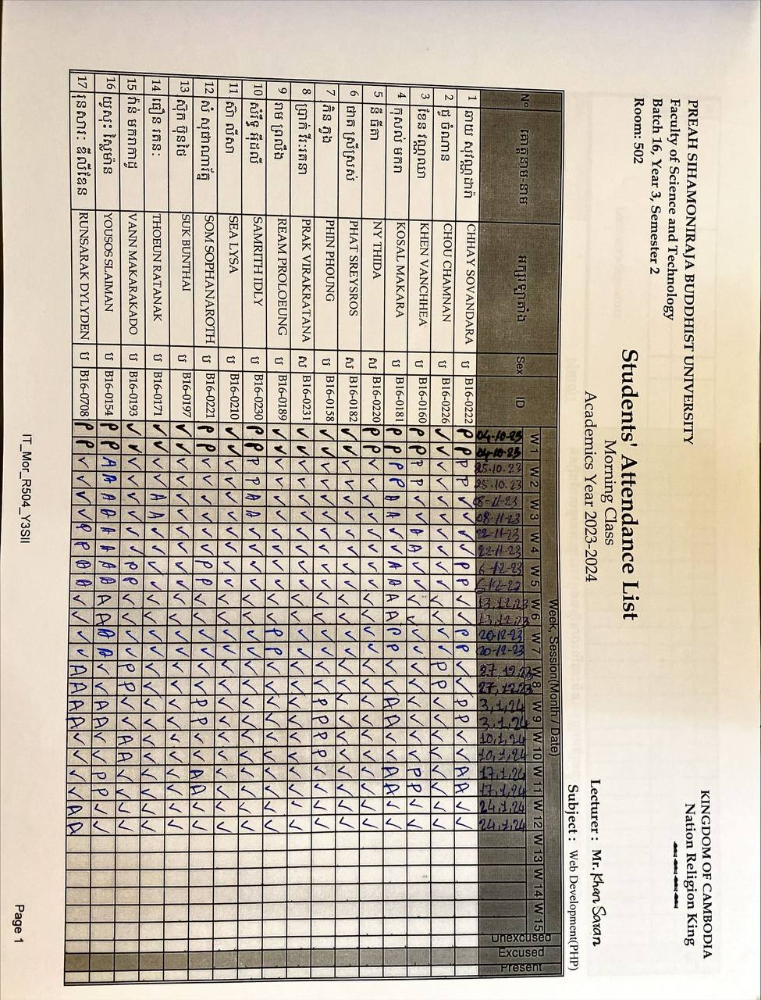 KINGDOM OF CAMBODIA
Nation Religion King
PREAH SIHAMONIRAJA BUDDHIST UNIVERSITY
Faculty of Science and Technology
Batch 16, Year 3, Semester 2
Room: 502
Students' Attendance List
Morning Class
Academics Year 2023-2024
Lecturer : Mr. Khan Saran
Subject : Web Development(PHP)
Nº គោត្តនាម-នាម អក្សរឡាតាំង Sex ID Week, Session(Month / Date) Unexcused Excused Present
W 1 W 2 W 3 W 4 W 5 W 6 W 7 W 8 W 9 W 10 W 11 W 12 W 13 W 14 W 15
04-10-23 04-10-23 25-10-23 25-10-23 08-11-23 08-11-23 22-11-23 22-11-23 6-12-23 6-12-23 13,12,23 13,12,23 20-12-23 20-12-23 27,12,23 27,12,23 3,1,24 3,1,24 10,1,24 10,1,24 17,1,24 17,1,24 24,1,24 24,1,24
1 ឆាយ សុវណ្ណដារ៉ា CHHAY SOVANDARA ប B16-0222 P P P P ✓ ✓ ✓ ✓ P P ✓ ✓ P P ✓ ✓ P P ✓ ✓ A A ✓ ✓
2 ជូ ចំណាន CHOU CHAMNAN ប B16-0226 ✓ ✓ ✓ ✓ ✓ ✓ ✓ ✓ ✓ ✓ ✓ ✓ ✓ ✓ P P ✓ ✓ ✓ ✓ ✓ ✓ ✓ ✓
3 ខែន វណ្ណឈា KHEN VANCHHEA ប B16-0160 P P P P ✓ ✓ A A ✓ ✓ ✓ ✓ ✓ ✓ ✓ ✓ ✓ ✓ ✓ ✓ P P ✓ ✓
4 កុសល់ មករា KOSAL MAKARA ប B16-0181 P P P P A A ✓ ✓ A A A A P P ✓ ✓ A A ✓ ✓ A A ✓ ✓
5 នី ធីតា NY THIDA ស B16-0220 P P ✓ ✓ ✓ ✓ ✓ ✓ ✓ ✓ ✓ ✓ ✓ ✓ ✓ ✓ ✓ ✓ ✓ ✓ ✓ ✓ ✓ ✓
6 ផាត ស្រីស្រស់ PHAT SREYSROS ស B16-0182 ✓ ✓ ✓ ✓ ✓ ✓ ✓ ✓ ✓ ✓ ✓ ✓ ✓ ✓ ✓ ✓ ✓ ✓ ✓ ✓ ✓ ✓ ✓ ✓
7 ភិន ភួង PHIN PHOUNG ប B16-0158 ✓ ✓ ✓ ✓ ✓ ✓ ✓ ✓ ✓ ✓ ✓ ✓ ✓ ✓ ✓ ✓ P P P P ✓ ✓ ✓ ✓
8 ប្រាក់ វីរៈរតនា PRAK VIRAKRATANA ស B16-0231 ✓ ✓ ✓ ✓ ✓ ✓ ✓ ✓ ✓ ✓ ✓ ✓ ✓ ✓ ✓ ✓ ✓ ✓ ✓ ✓ ✓ ✓ ✓ ✓
9 រាម ព្រលឹង REAM PROLOEUNG ប B16-0189 ✓ ✓ ✓ ✓ ✓ ✓ ✓ ✓ ✓ ✓ ✓ ✓ P P ✓ ✓ ✓ ✓ ✓ ✓ ✓ ✓ ✓ ✓
10 សំរឹទ្ធ អ៊ីដលី SAMRITH IDLY ប B16-0230 P P P P A A ✓ ✓ ✓ ✓ ✓ ✓ ✓ ✓ ✓ ✓ ✓ ✓ ✓ ✓ ✓ ✓ ✓ ✓
11 ស៊ា លីសា SEA LYSA ប B16-0210 ✓ ✓ ✓ ✓ ✓ ✓ ✓ ✓ ✓ ✓ ✓ ✓ ✓ ✓ ✓ ✓ ✓ ✓ ✓ ✓ ✓ ✓ ✓ ✓
12 សំ សុផាណារ័ត្ន SOM SOPHANAROTH ប B16-0221 P P ✓ ✓ ✓ ✓ ✓ ✓ P P ✓ ✓ ✓ ✓ ✓ ✓ P P ✓ ✓ A A ✓ ✓
13 ស៊ុក ប៊ុនថៃ SUK BUNTHAI ប B16-0197 ✓ ✓ ✓ ✓ ✓ ✓ ✓ ✓ ✓ ✓ ✓ ✓ ✓ ✓ ✓ ✓ ✓ ✓ ✓ ✓ ✓ ✓ ✓ ✓
14 ធឿន រតនៈ THOEUN RATANAK ប B16-0171 ✓ ✓ ✓ ✓ A A ✓ ✓ ✓ ✓ ✓ ✓ ✓ ✓ ✓ ✓ ✓ ✓ ✓ ✓ ✓ ✓ ✓ ✓
15 វ៉ាន់ មករាកាដូ VANN MAKARAKADO ប B16-0193 ✓ ✓ ✓ ✓ ✓ ✓ ✓ ✓ P P ✓ ✓ ✓ ✓ P P ✓ ✓ A A ✓ ✓ ✓ ✓
16 យូសុះ ស្លៃម៉ាន YOUSOS SLAIMAN ប B16-0154 P P A A A A A A A A A A A A ✓ ✓ A A ✓ ✓ P P ✓ ✓
17 រុនសារៈ ឌីលីដែន RUNSARAK DYLYDEN ប B16-0708 P P ✓ ✓ ✓ ✓ P P A A ✓ ✓ ✓ ✓ A A A A ✓ ✓ ✓ ✓ A A
IT_Mor_R504_Y3SII
Page 1